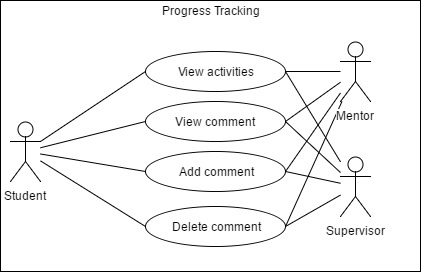 Progress Tracking
View activities
View comment
Mentor
Add comment
Student
Delete comment
Supervisor